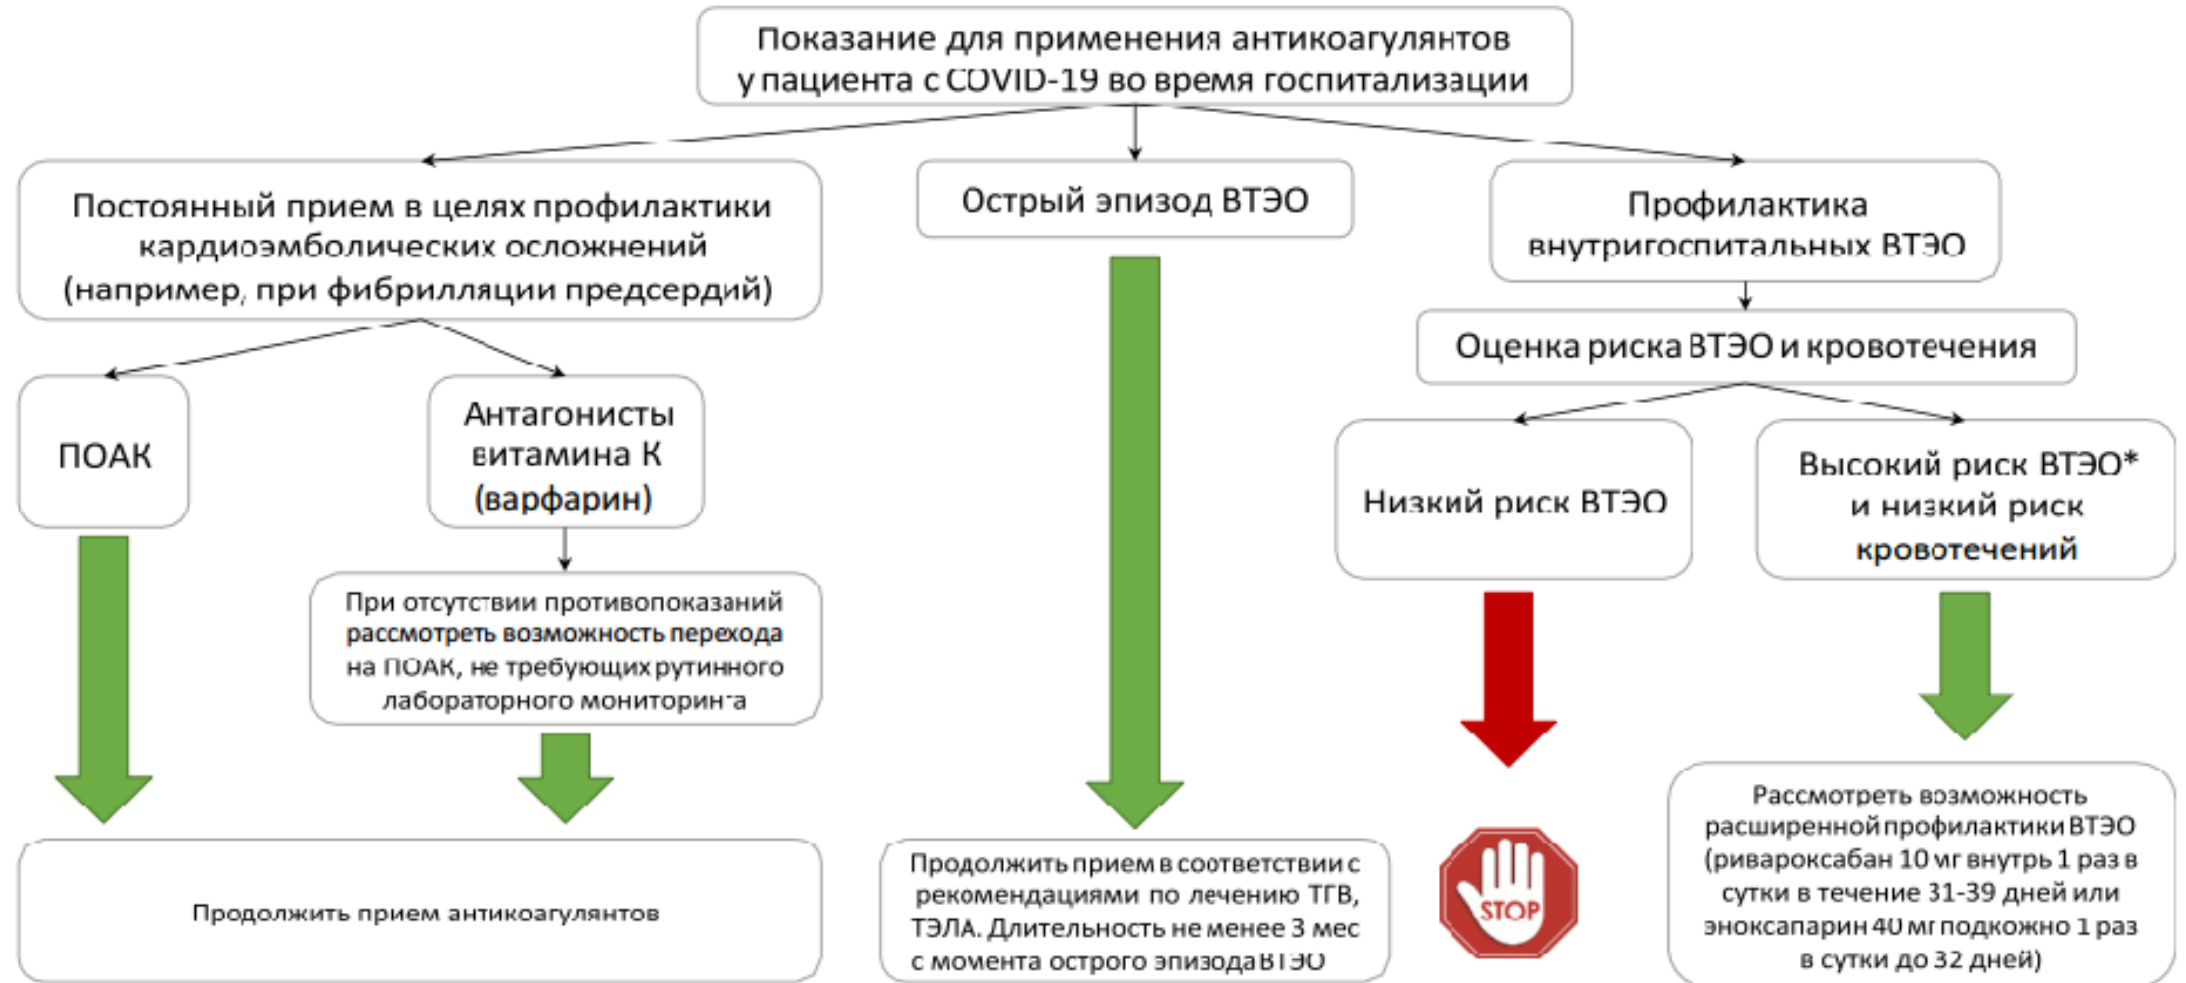 Показание для применения антикоагулянтов
у пациента с COVID-19 во время госпитализации
Постоянный прием в целях профилактики
кардиоэмболических осложнений
(например, при фибрилляции предсердий)
Острый эпизод ВТЭО
Профилактика
внутригоспитальных ВТЭО
Оценка риска ВТЭО и кровотечения
ПОАК
Антагонисты
витамина К
(варфарин)
Низкий риск ВТЭО
Высокий риск ВТЭО*
и низкий риск
кровотечений
При отсутствии противопоказаний
рассмотреть возможность перехода
на ПОАК, не требующих рутинного
лабораторного мониторинга
Продолжить прием антикоагулянтов
Продолжить прием в соответствии с
рекомендациями по лечению ТГВ,
ТЭЛА. Длительность не менее 3 мес
с момента острого эпизода ВТЭО
STOP
Рассмотреть возможность
расширенной профилактики ВТЭО
(ривароксабан 10 мг внутрь 1 раз в
сутки в течение 31-39 дней или
эноксапарин 40 мг подкожно 1 раз
в сутки до 32 дней)